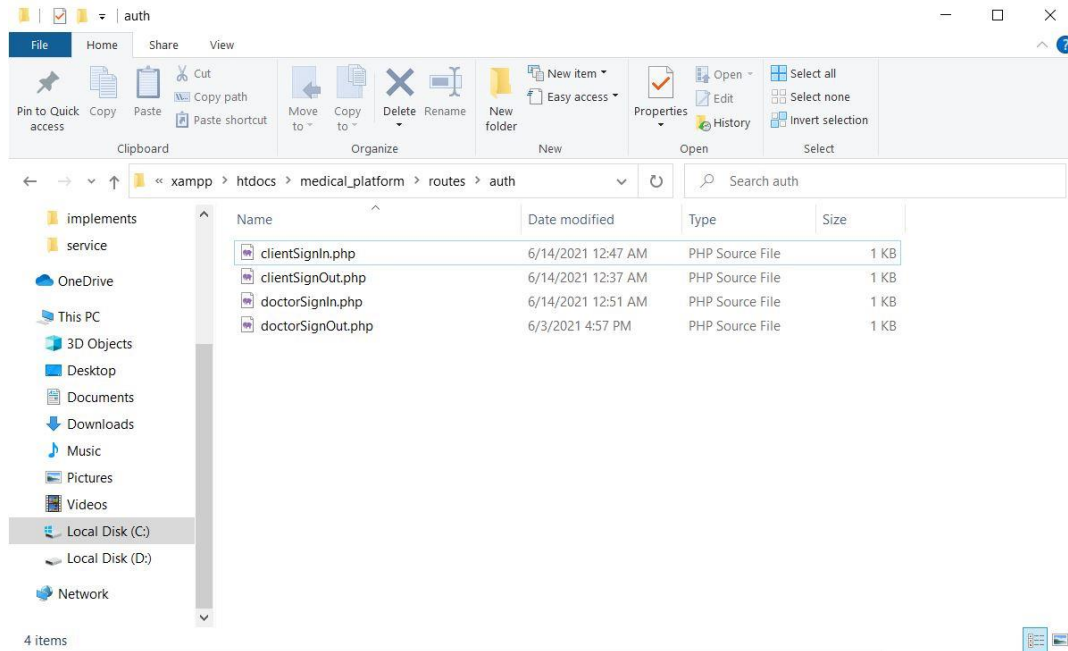 auth
File Home Share View
Pin to Quick access
Copy
Paste
Cut
Copy path
Paste shortcut
Clipboard
Move to
Copy to
Delete
Rename
Organize
New folder
New item
Easy access
New
Properties
Open
Edit
History
Open
Select all
Select none
Invert selection
Select
« xampp > htdocs > medical_platform > routes > auth
Search auth
implements
service
OneDrive
This PC
3D Objects
Desktop
Documents
Downloads
Music
Pictures
Videos
Local Disk (C:)
Local Disk (D:)
Network
Name Date modified Type Size
clientSignIn.php 6/14/2021 12:47 AM PHP Source File 1 KB
clientSignOut.php 6/14/2021 12:37 AM PHP Source File 1 KB
doctorSignIn.php 6/14/2021 12:51 AM PHP Source File 1 KB
doctorSignOut.php 6/3/2021 4:57 PM PHP Source File 1 KB
4 items